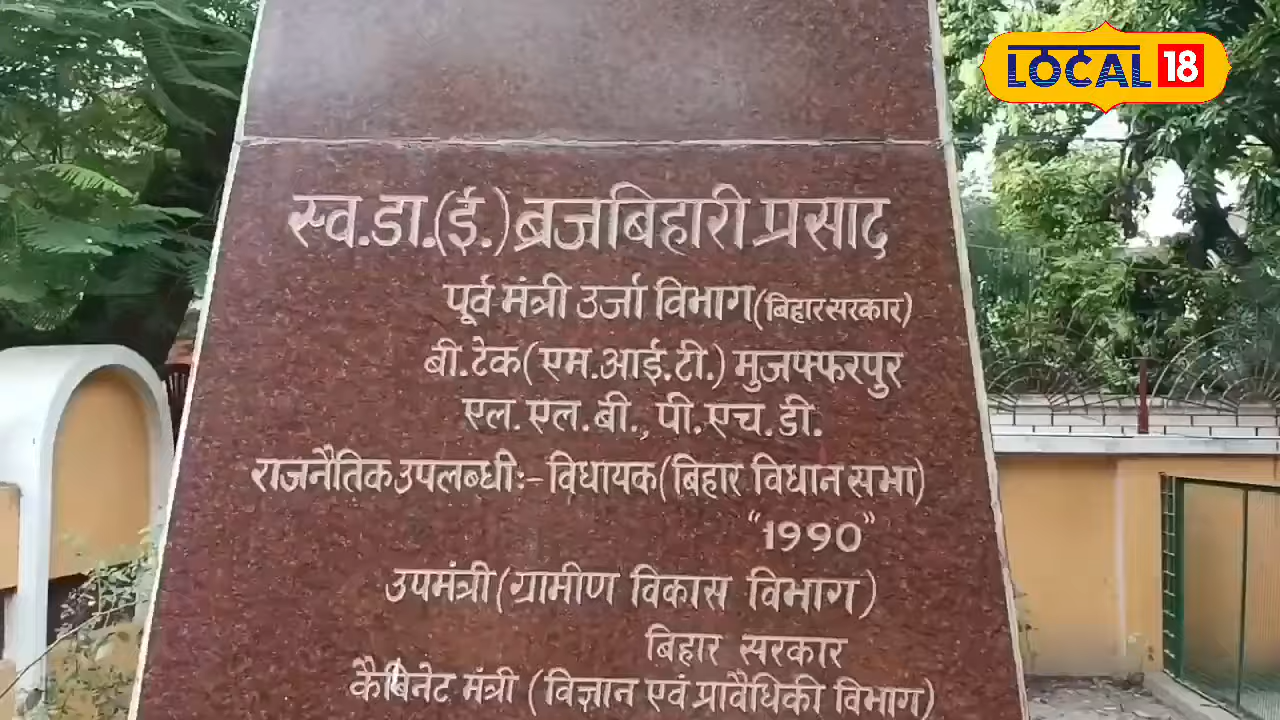 LOCAL 18
स्व.डा.(ई.) ब्रजबिहारी प्रसाद
पूर्व मंत्री उर्जा विभाग (बिहार सरकार)
बी.टेक (एम.आई.टी.) मुजफ्फरपुर
एल.एल.बी., पी.एच.डी.
राजनैतिक उपलब्धी:- विधायक (बिहार विधान सभा)
"1990"
उपमंत्री (ग्रामीण विकास विभाग)
बिहार सरकार
कैबिनेट मंत्री (विज्ञान एवं प्रावैधिकी विभाग)